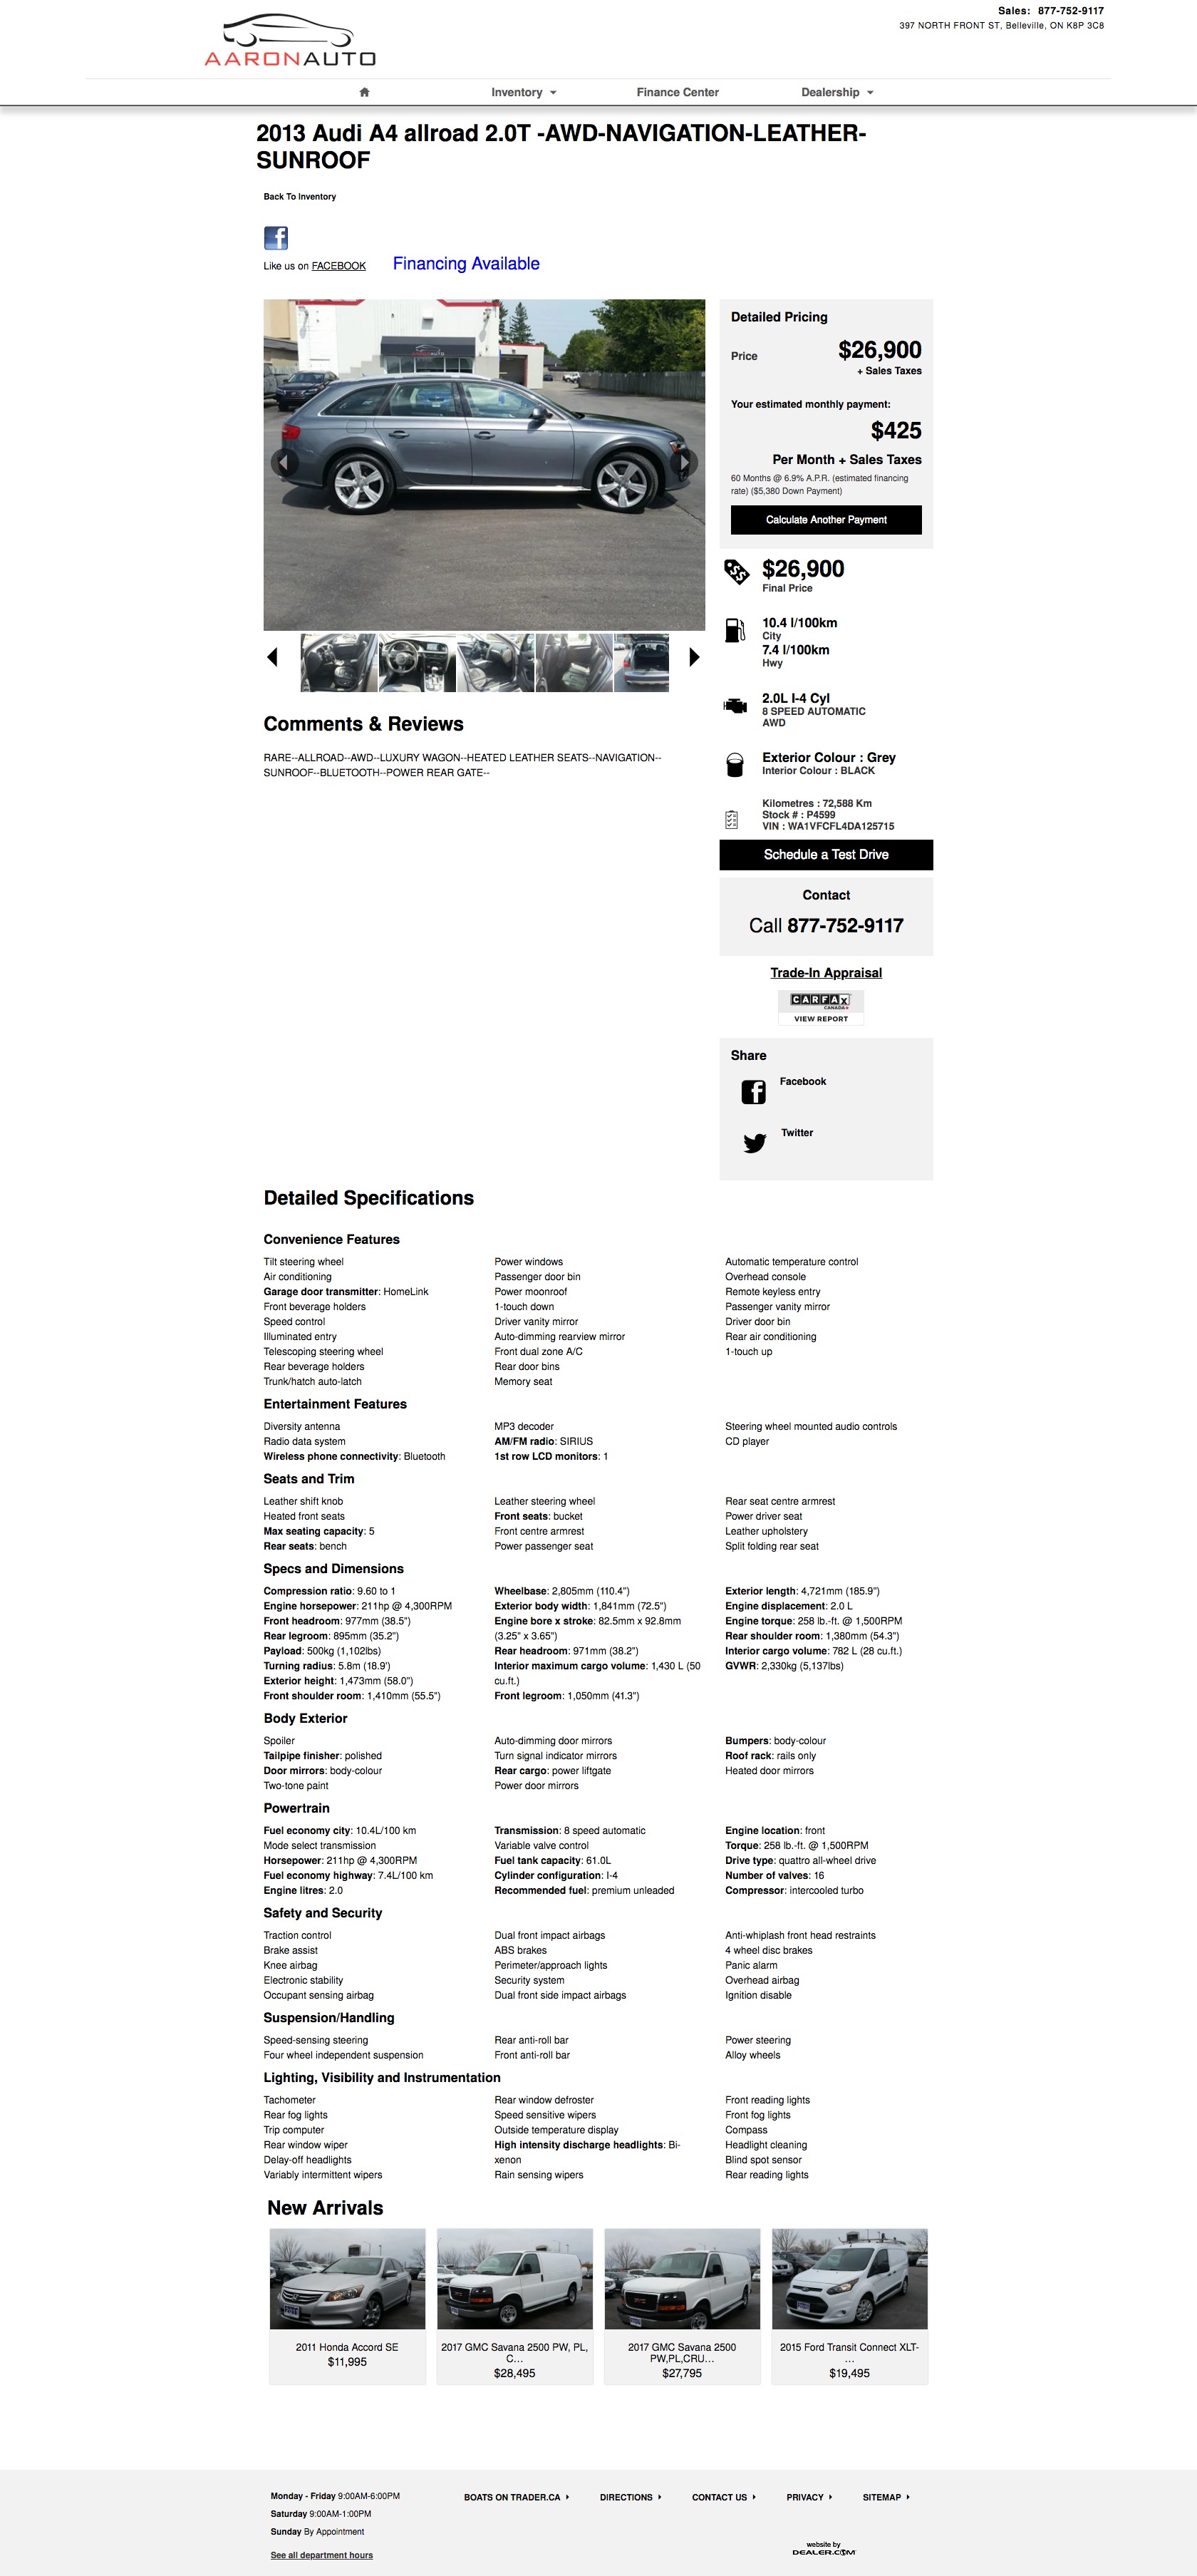 Sales: 877-752-9117
397 NORTH FRONT ST, Belleville, ON K8P 3C8
AARONAUTO
Inventory
Finance Center
Dealership
2013 Audi A4 allroad 2.0T -AWD-NAVIGATION-LEATHER-
SUNROOF
Back To Inventory
Like us on FACEBOOK
Financing Available
AARONAUTO
Detailed Pricing
Price
$26,900
+ Sales Taxes
Your estimated monthly payment:
$425
Per Month + Sales Taxes
60 Months @ 6.9% A.P.R. (estimated financing
rate) ($5,380 Down Payment)
Calculate Another Payment
$26,900
Final Price
10.4 l/100km
City
7.4 l/100km
Hwy
2.0L I-4 Cyl
8 SPEED AUTOMATIC
AWD
Exterior Colour : Grey
Interior Colour : BLACK
Kilometres : 72,588 Km
Stock # : P4599
VIN : WA1VFCFL4DA125715
Schedule a Test Drive
Contact
Call 877-752-9117
Trade-In Appraisal
CARFAX
CANADA
VIEW REPORT
Share
Facebook
Twitter
Comments & Reviews
RARE--ALLROAD--AWD--LUXURY WAGON--HEATED LEATHER SEATS--NAVIGATION--
SUNROOF--BLUETOOTH--POWER REAR GATE--
Detailed Specifications
Convenience Features
Tilt steering wheel
Air conditioning
Garage door transmitter: HomeLink
Front beverage holders
Speed control
Illuminated entry
Telescoping steering wheel
Rear beverage holders
Trunk/hatch auto-latch
Power windows
Passenger door bin
Power moonroof
1-touch down
Driver vanity mirror
Auto-dimming rearview mirror
Front dual zone A/C
Rear door bins
Memory seat
Automatic temperature control
Overhead console
Remote keyless entry
Passenger vanity mirror
Driver door bin
Rear air conditioning
1-touch up
Entertainment Features
Diversity antenna
Radio data system
Wireless phone connectivity: Bluetooth
MP3 decoder
AM/FM radio: SIRIUS
1st row LCD monitors: 1
Steering wheel mounted audio controls
CD player
Seats and Trim
Leather shift knob
Heated front seats
Max seating capacity: 5
Rear seats: bench
Leather steering wheel
Front seats: bucket
Front centre armrest
Power passenger seat
Rear seat centre armrest
Power driver seat
Leather upholstery
Split folding rear seat
Specs and Dimensions
Compression ratio: 9.60 to 1
Engine horsepower: 211hp @ 4,300RPM
Front headroom: 977mm (38.5")
Rear legroom: 895mm (35.2")
Payload: 500kg (1,102lbs)
Turning radius: 5.8m (18.9')
Exterior height: 1,473mm (58.0")
Front shoulder room: 1,410mm (55.5")
Wheelbase: 2,805mm (110.4")
Exterior body width: 1,841mm (72.5")
Engine bore x stroke: 82.5mm x 92.8mm
(3.25" x 3.65")
Rear headroom: 971mm (38.2")
Interior maximum cargo volume: 1,430 L (50
cu.ft.)
Front legroom: 1,050mm (41.3")
Exterior length: 4,721mm (185.9")
Engine displacement: 2.0 L
Engine torque: 258 lb.-ft. @ 1,500RPM
Rear shoulder room: 1,380mm (54.3")
Interior cargo volume: 782 L (28 cu.ft.)
GVWR: 2,330kg (5,137lbs)
Body Exterior
Spoiler
Tailpipe finisher: polished
Door mirrors: body-colour
Two-tone paint
Auto-dimming door mirrors
Turn signal indicator mirrors
Rear cargo: power liftgate
Power door mirrors
Bumpers: body-colour
Roof rack: rails only
Heated door mirrors
Powertrain
Fuel economy city: 10.4L/100 km
Mode select transmission
Horsepower: 211hp @ 4,300RPM
Fuel economy highway: 7.4L/100 km
Engine litres: 2.0
Transmission: 8 speed automatic
Variable valve control
Fuel tank capacity: 61.0L
Cylinder configuration: I-4
Recommended fuel: premium unleaded
Engine location: front
Torque: 258 lb.-ft. @ 1,500RPM
Drive type: quattro all-wheel drive
Number of valves: 16
Compressor: intercooled turbo
Safety and Security
Traction control
Brake assist
Knee airbag
Electronic stability
Occupant sensing airbag
Dual front impact airbags
ABS brakes
Perimeter/approach lights
Security system
Dual front side impact airbags
Anti-whiplash front head restraints
4 wheel disc brakes
Panic alarm
Overhead airbag
Ignition disable
Suspension/Handling
Speed-sensing steering
Four wheel independent suspension
Rear anti-roll bar
Front anti-roll bar
Power steering
Alloy wheels
Lighting, Visibility and Instrumentation
Tachometer
Rear fog lights
Trip computer
Rear window wiper
Delay-off headlights
Variably intermittent wipers
Rear window defroster
Speed sensitive wipers
Outside temperature display
High intensity discharge headlights: Bi-
xenon
Rain sensing wipers
Front reading lights
Front fog lights
Compass
Headlight cleaning
Blind spot sensor
Rear reading lights
New Arrivals
2011 Honda Accord SE
$11,995
2017 GMC Savana 2500 PW, PL,
C...
$28,495
2017 GMC Savana 2500
PW,PL,CRU...
$27,795
2015 Ford Transit Connect XLT-
...
$19,495
Monday - Friday 9:00AM-6:00PM
Saturday 9:00AM-1:00PM
Sunday By Appointment
See all department hours
BOATS ON TRADER.CA
DIRECTIONS
CONTACT US
PRIVACY
SITEMAP
website by
DEALER.COM